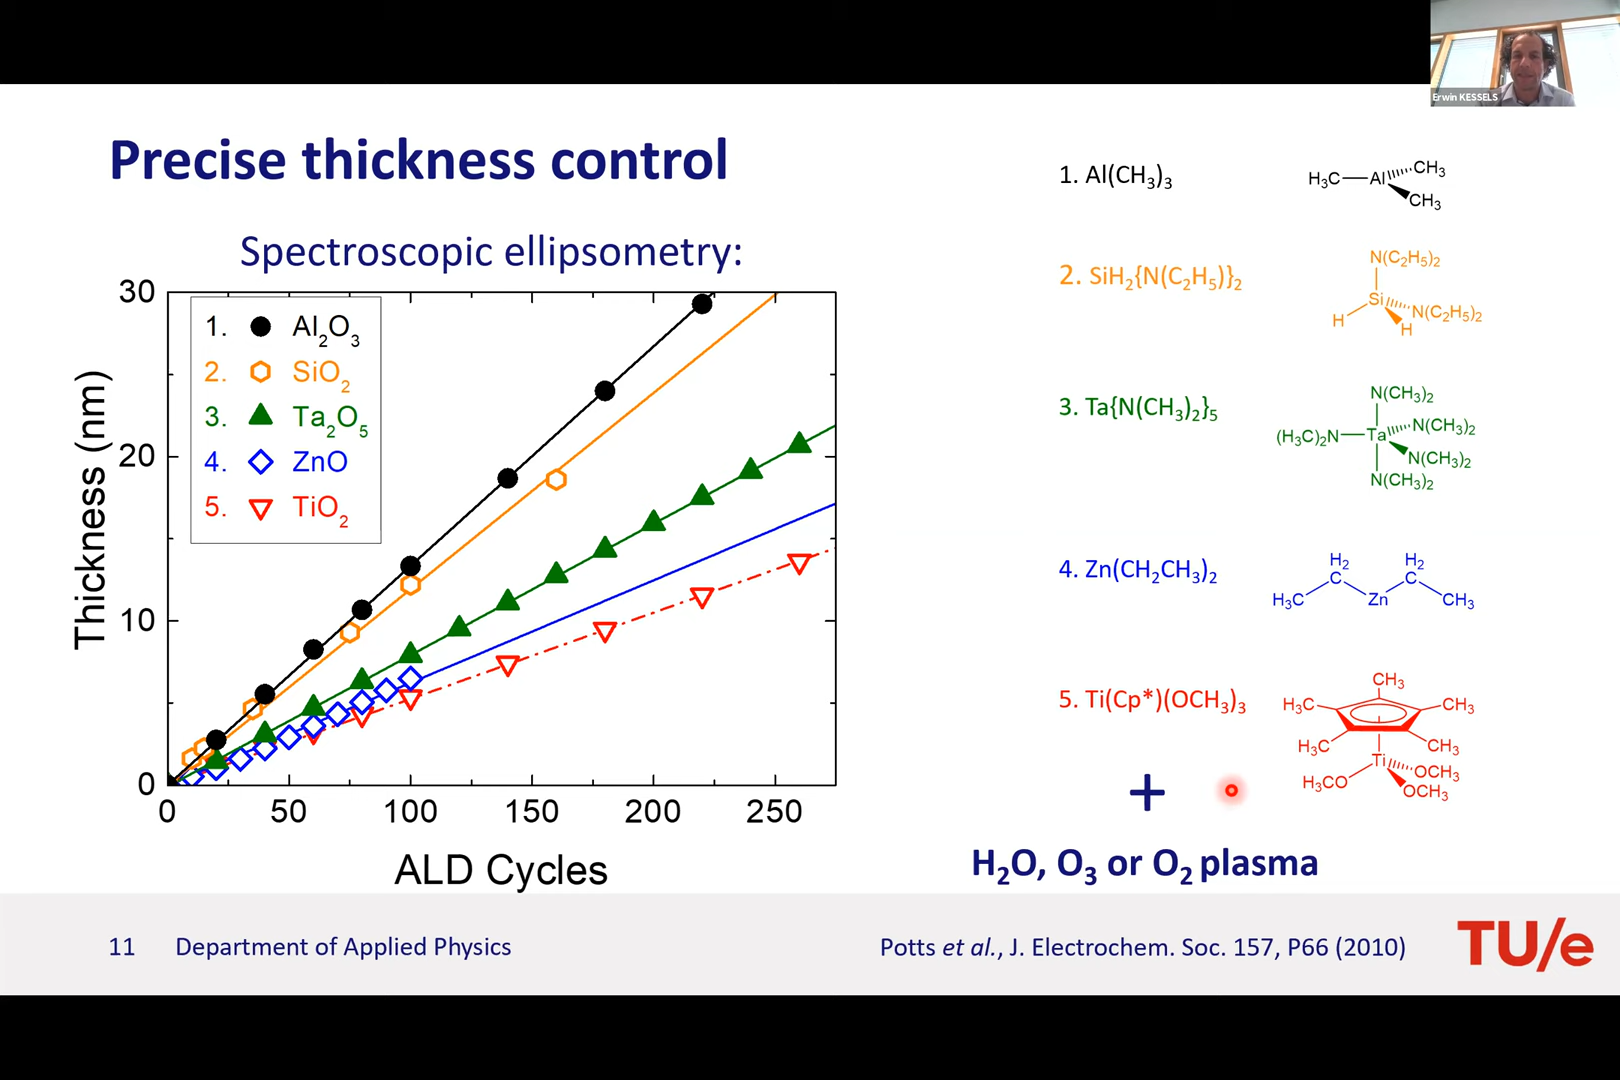 Erwin KESSELS
Precise thickness control
Spectroscopic ellipsometry:
Thickness (nm)
30
20
10
0
1. Al₂O₃
2. SiO₂
3. Ta₂O₅
4. ZnO
5. TiO₂
0 50 100 150 200 250
ALD Cycles
1. Al(CH₃)₃
H₃C Al CH₃
CH₃
2. SiH₂{N(C₂H₅)}₂
N(C₂H₅)₂
Si
H
N(C₂H₅)₂
H
3. Ta{N(CH₃)₂}₅
N(CH₃)₂
(H₃C)₂N Ta N(CH₃)₂
N(CH₃)₂
N(CH₃)₂
4. Zn(CH₂CH₃)₂
H₂ H₂
C C
H₃C Zn CH₃
5. Ti(Cp*)(OCH₃)₃
CH₃
H₃C CH₃
H₃C CH₃
Ti
H₃CO OCH₃
OCH₃
+
H₂O, O₃ or O₂ plasma
11 Department of Applied Physics
Potts et al., J. Electrochem. Soc. 157, P66 (2010)
TU/e